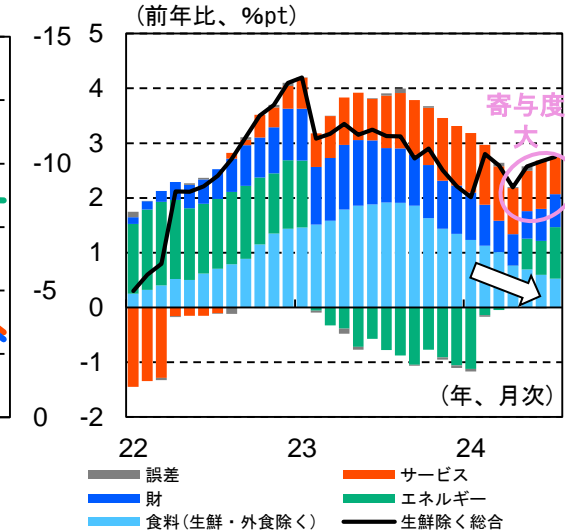 (前年比、%pt)
-15
-10
-5
0
5
4
3
2
1
0
-1
-2
寄与度
大
(年、月次)
22 23 24
誤差 サービス
財 エネルギー
食料(生鮮・外食除く) 生鮮除く総合